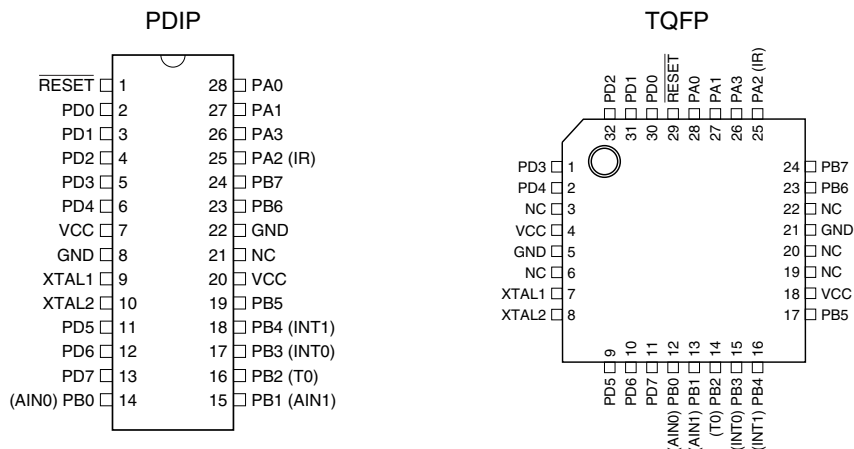 PDIP
RESET 1 28 PA0
PD0 2 27 PA1
PD1 3 26 PA3
PD2 4 25 PA2 (IR)
PD3 5 24 PB7
PD4 6 23 PB6
VCC 7 22 GND
GND 8 21 NC
XTAL1 9 20 VCC
XTAL2 10 19 PB5
PD5 11 18 PB4 (INT1)
PD6 12 17 PB3 (INT0)
PD7 13 16 PB2 (T0)
(AIN0) PB0 14 15 PB1 (AIN1)
TQFP
32 PD2
31 PD1
30 PD0
29 RESET
28 PA0
27 PA1
26 PA3
25 PA2 (IR)
PD3 1 24 PB7
PD4 2 23 PB6
NC 3 22 NC
VCC 4 21 GND
GND 5 20 NC
NC 6 19 NC
XTAL1 7 18 VCC
XTAL2 8 17 PB5
PD5 9
PD6 10
PD7 11
(AIN0) PB0 12
(AIN1) PB1 13
(T0) PB2 14
(INT0) PB3 15
(INT1) PB4 16